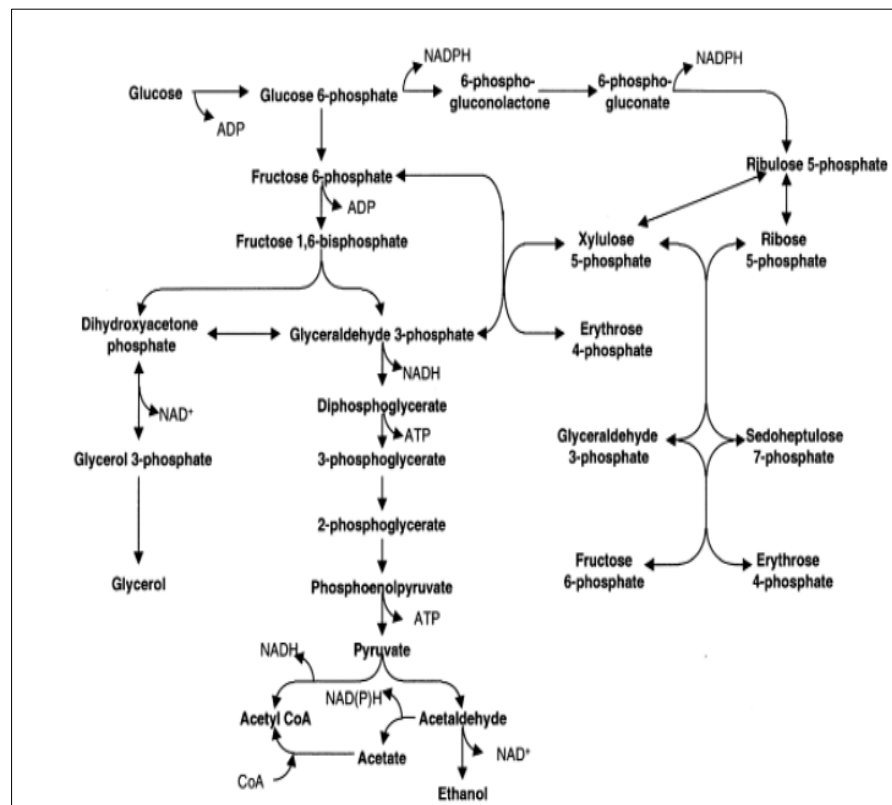 NADPH
NADPH
Glucose
ADP
Glucose 6-phosphate
6-phospho-
gluconolactone
6-phospho-
gluconate
Ribulose 5-phosphate
Fructose 6-phosphate
ADP
Fructose 1,6-bisphosphate
Xylulose
5-phosphate
Ribose
5-phosphate
Dihydroxyacetone
phosphate
Glyceraldehyde 3-phosphate
Erythrose
4-phosphate
NADH
NAD⁺
Diphosphoglycerate
ATP
Glycerol 3-phosphate
3-phosphoglycerate
Glyceraldehyde
3-phosphate
Sedoheptulose
7-phosphate
2-phosphoglycerate
Glycerol
Phosphoenolpyruvate
ATP
Fructose
6-phosphate
Erythrose
4-phosphate
Pyruvate
NADH
NAD(P)H
Acetyl CoA
Acetaldehyde
CoA
Acetate
NAD⁺
Ethanol